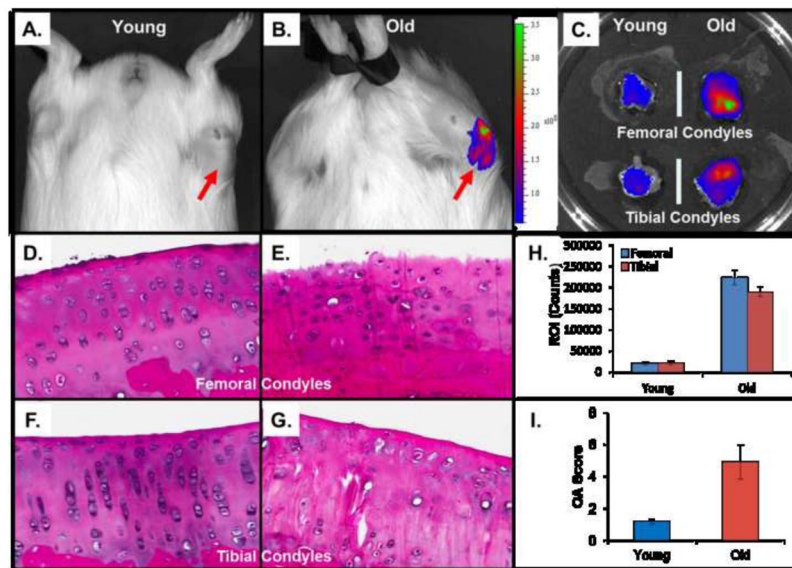 A. Young
B. Old
C. Young Old
3.5
3.0
2.5
2.0
1.5
1.0
Femoral Condyles
Tibial Condyles
D.
E.
Femoral Condyles
F.
G.
Tibial Condyles
H.
Femoral
Tibial
ROI (Counts)
300000
250000
200000
150000
100000
50000
0
Young Old
I.
OA Score
8
6
4
2
0
Young Old